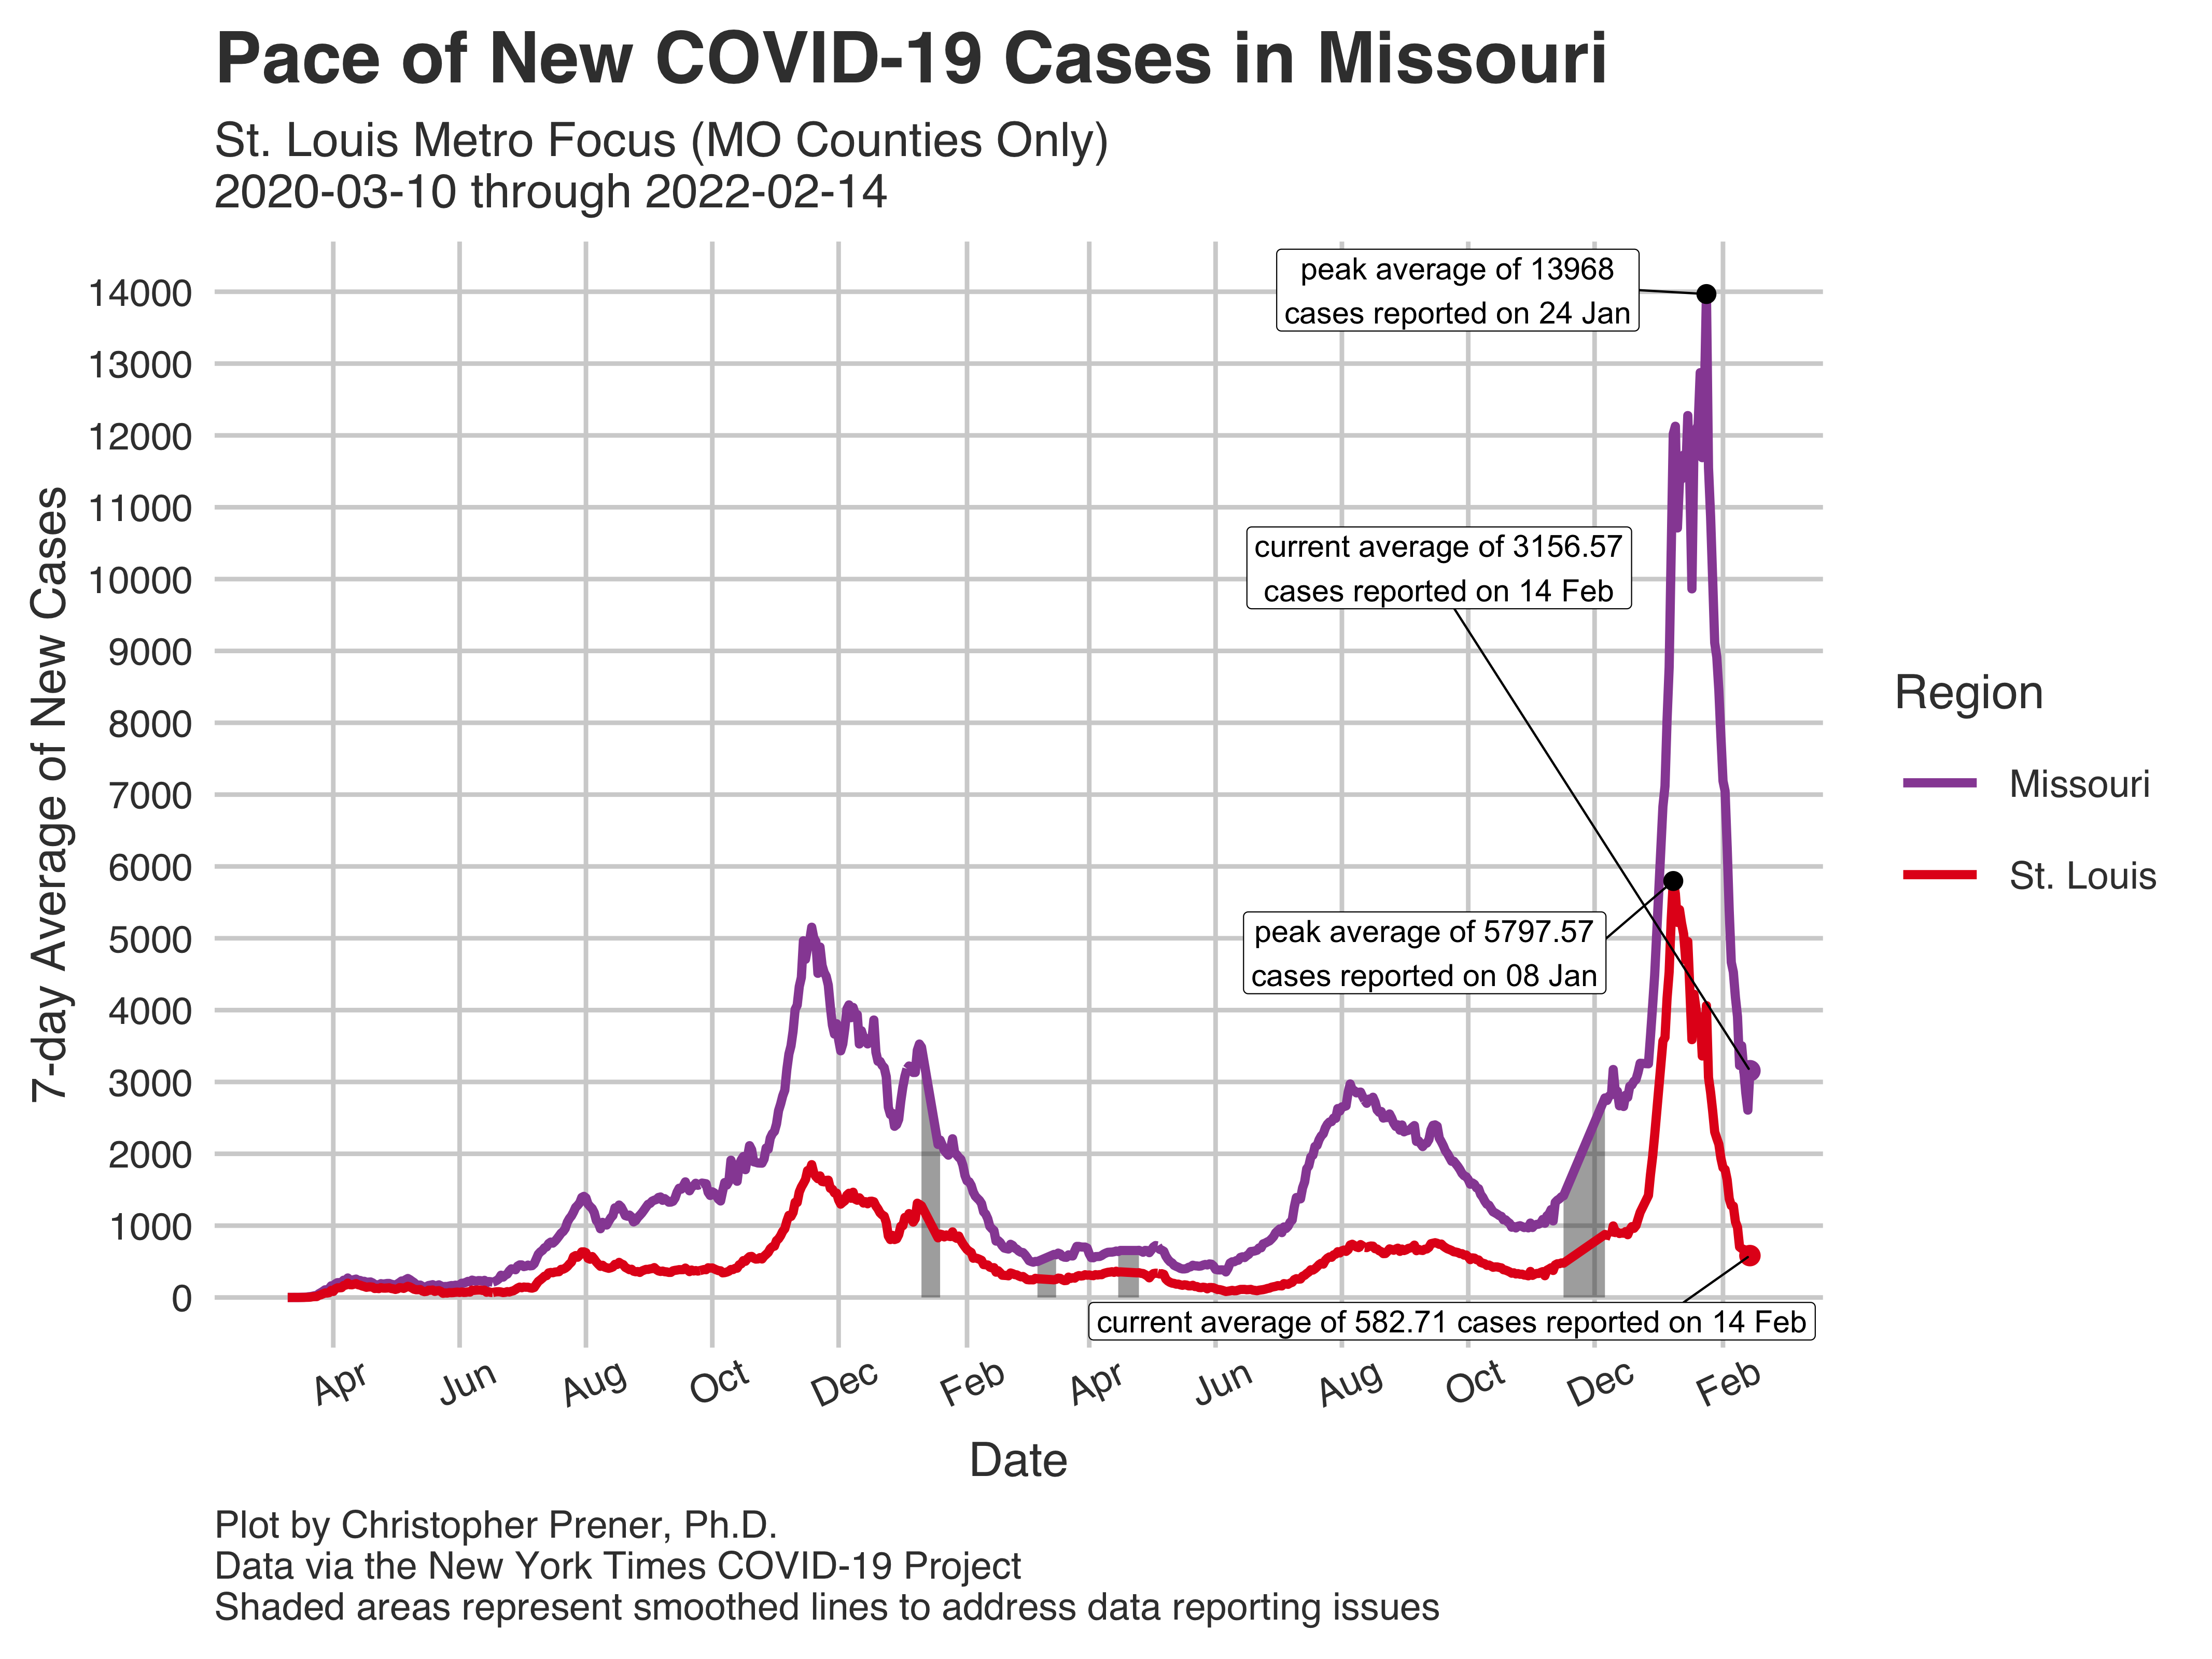 Pace of New COVID-19 Cases in Missouri
St. Louis Metro Focus (MO Counties Only)
2020-03-10 through 2022-02-14
7-day Average of New Cases
14000
13000
12000
11000
10000
9000
8000
7000
6000
5000
4000
3000
2000
1000
0
peak average of 13968
cases reported on 24 Jan
current average of 3156.57
cases reported on 14 Feb
peak average of 5797.57
cases reported on 08 Jan
current average of 582.71 cases reported on 14 Feb
Region
Missouri
St. Louis
Apr
Jun
Aug
Oct
Dec
Feb
Apr
Jun
Aug
Oct
Dec
Feb
Date
Plot by Christopher Prener, Ph.D.
Data via the New York Times COVID-19 Project
Shaded areas represent smoothed lines to address data reporting issues